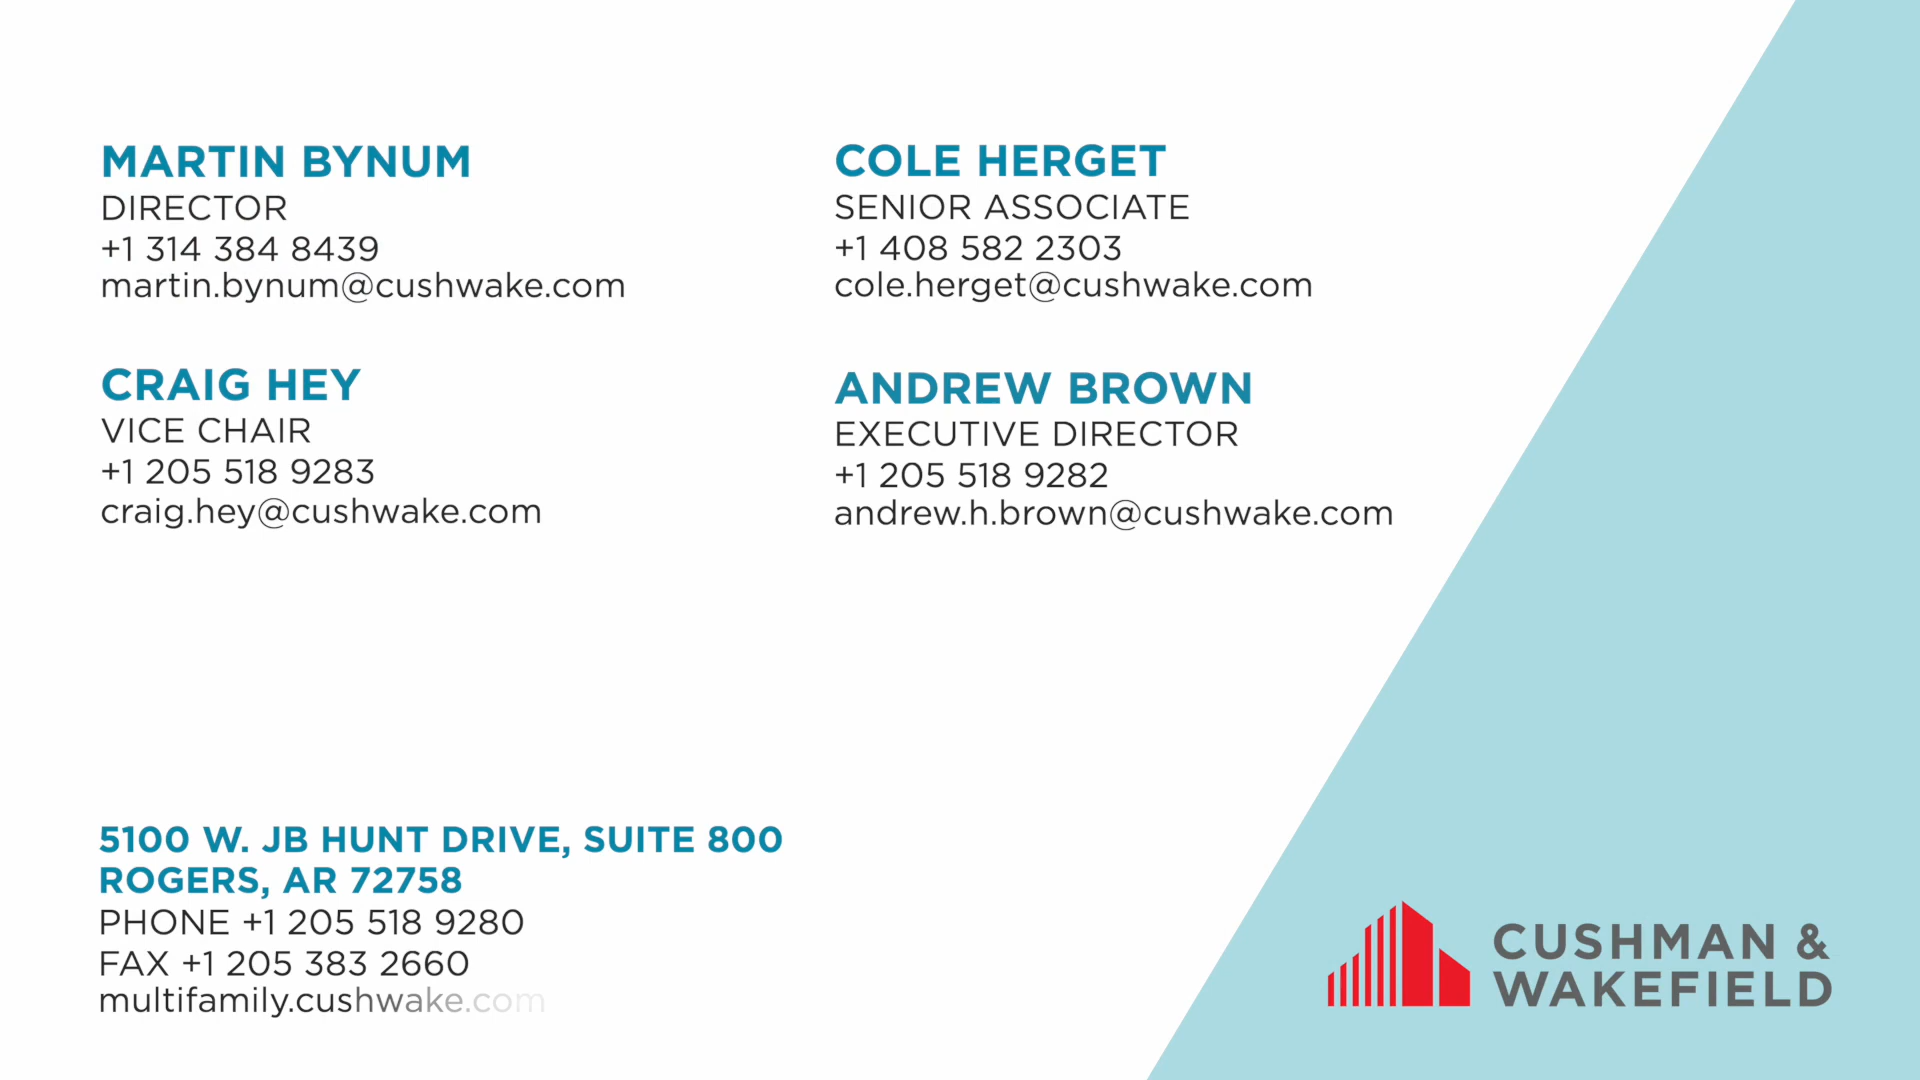 MARTIN BYNUM
DIRECTOR
+1 314 384 8439
martin.bynum@cushwake.com
COLE HERGET
SENIOR ASSOCIATE
+1 408 582 2303
cole.herget@cushwake.com
CRAIG HEY
VICE CHAIR
+1 205 518 9283
craig.hey@cushwake.com
ANDREW BROWN
EXECUTIVE DIRECTOR
+1 205 518 9282
andrew.h.brown@cushwake.com
5100 W. JB HUNT DRIVE, SUITE 800
ROGERS, AR 72758
PHONE +1 205 518 9280
FAX +1 205 383 2660
multifamily.cushwake.com
CUSHMAN &
WAKEFIELD